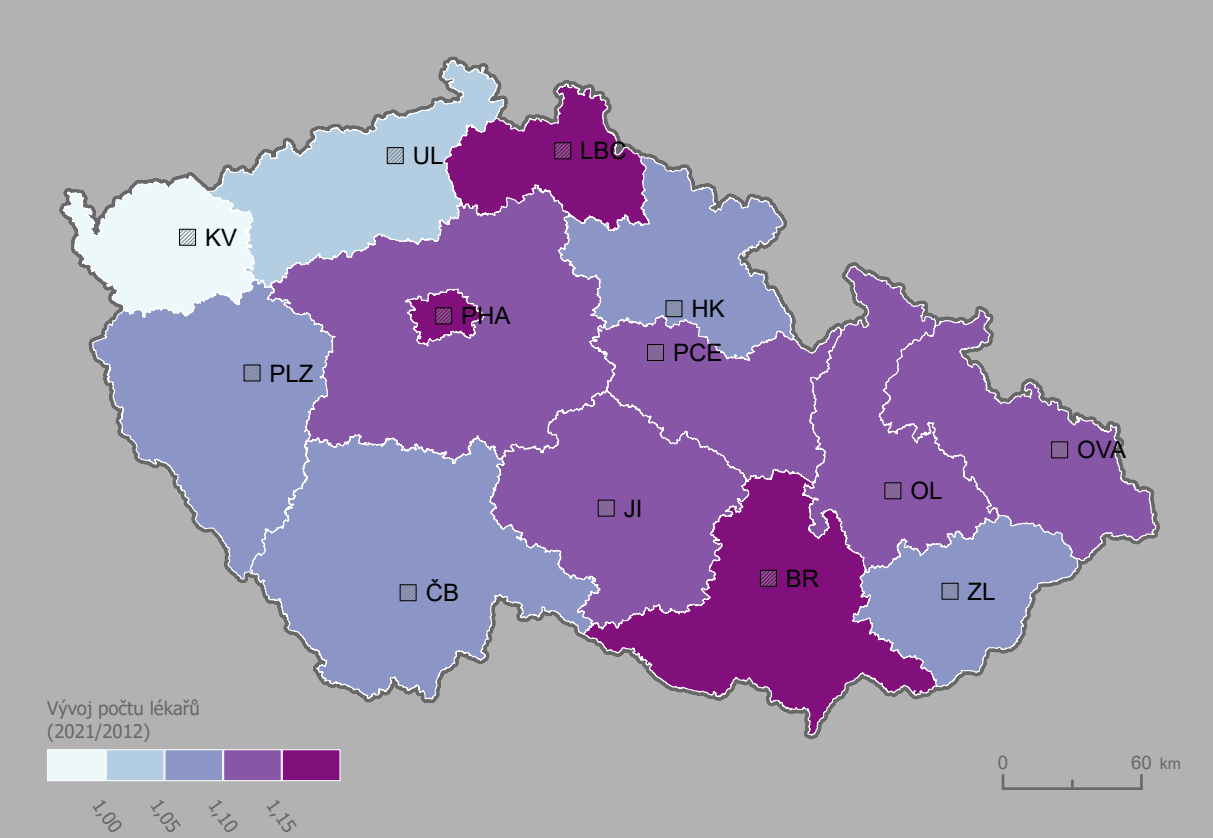 UL
LBC
KV
PHA
HK
PCE
PLZ
OVA
OL
JI
BR
ZL
ČB
Vývoj počtu lékařů
(2021/2012)
1,00
1,05
1,10
1,15
0
60 km